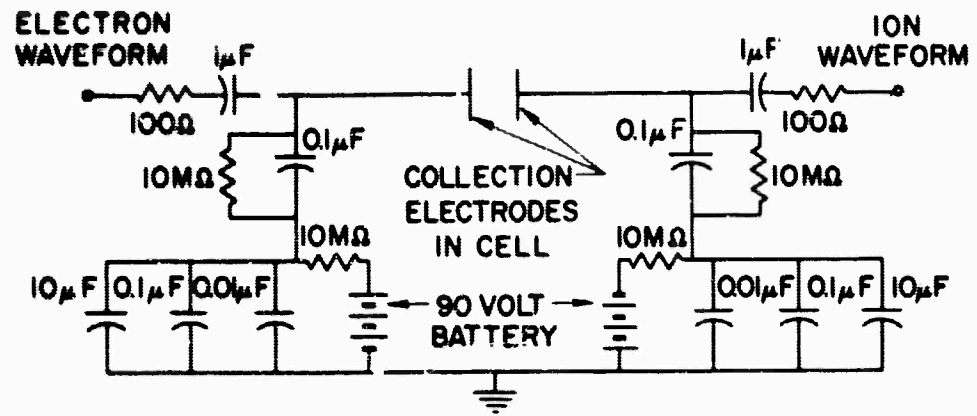 ELECTRON
WAVEFORM
1μF
100Ω
0.1μF
10MΩ
10MΩ
10μF
0.1μF
0.01μF
COLLECTION
ELECTRODES
IN CELL
90 VOLT
BATTERY
ION
WAVEFORM
1μF
100Ω
0.1μF
10MΩ
10MΩ
0.01μF
0.1μF
10μF